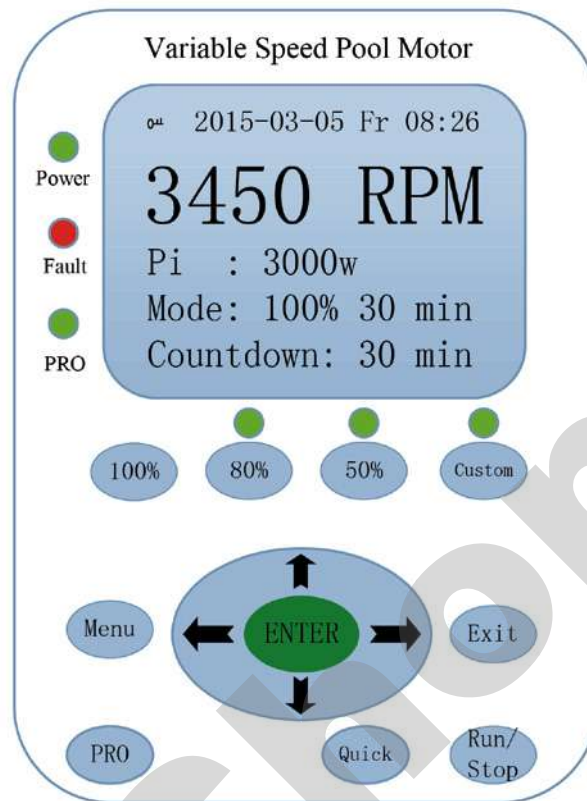 Variable Speed Pool Motor
2015-03-05 Fr 08:26
3450 RPM
Pi : 3000w
Mode: 100% 30 min
Countdown: 30 min
Power
Fault
PRO
100% 80% 50% Custom
Menu ENTER Exit
PRO Quick Run/
Stop